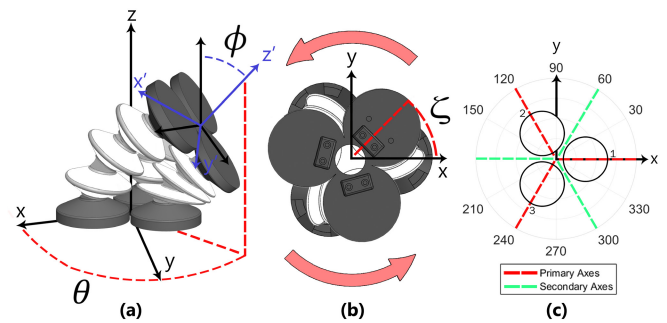 z
ϕ
z'
x'
y'
x
y
θ
(a)
y
ζ
x
(b)
y
90
120
60
150
30
2
1
x
3
210
330
240
300
270
Primary Axes
Secondary Axes
(c)